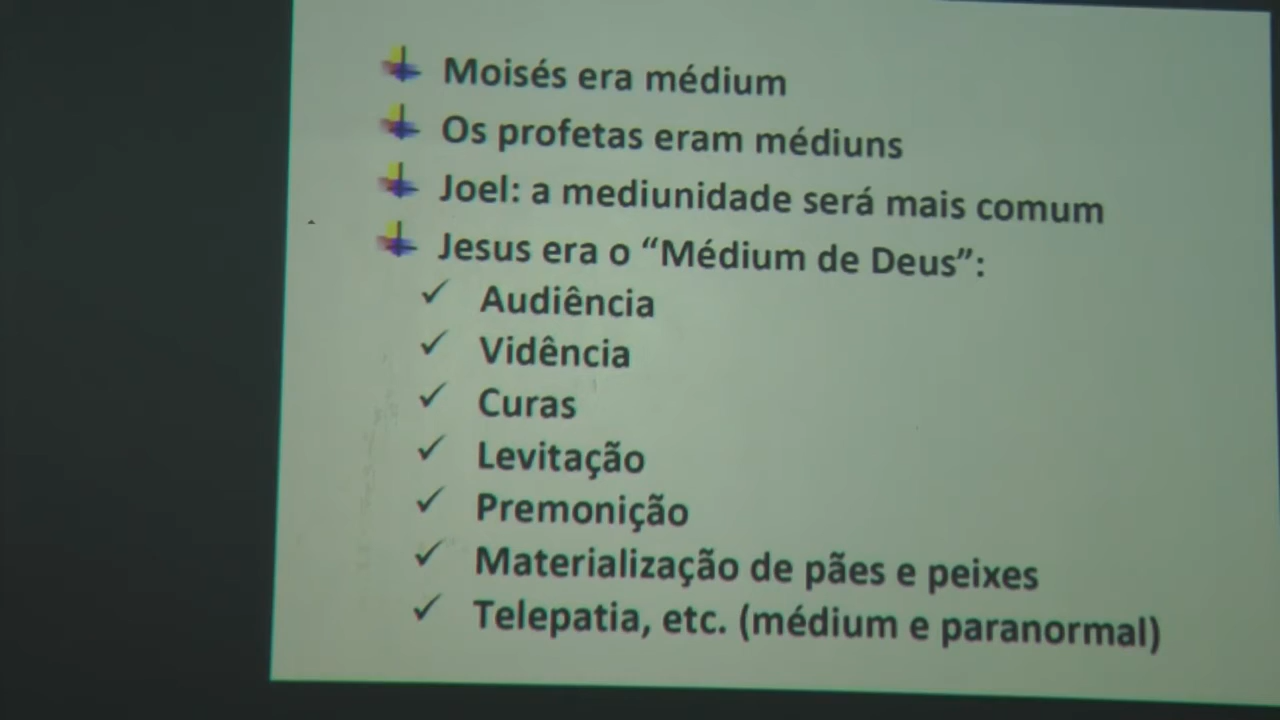 Moisés era médium
Os profetas eram médiuns
Joel: a mediunidade será mais comum
Jesus era o “Médium de Deus”:
✓ Audiência
✓ Vidência
✓ Curas
✓ Levitação
✓ Premonição
✓ Materialização de pães e peixes
✓ Telepatia, etc. (médium e paranormal)